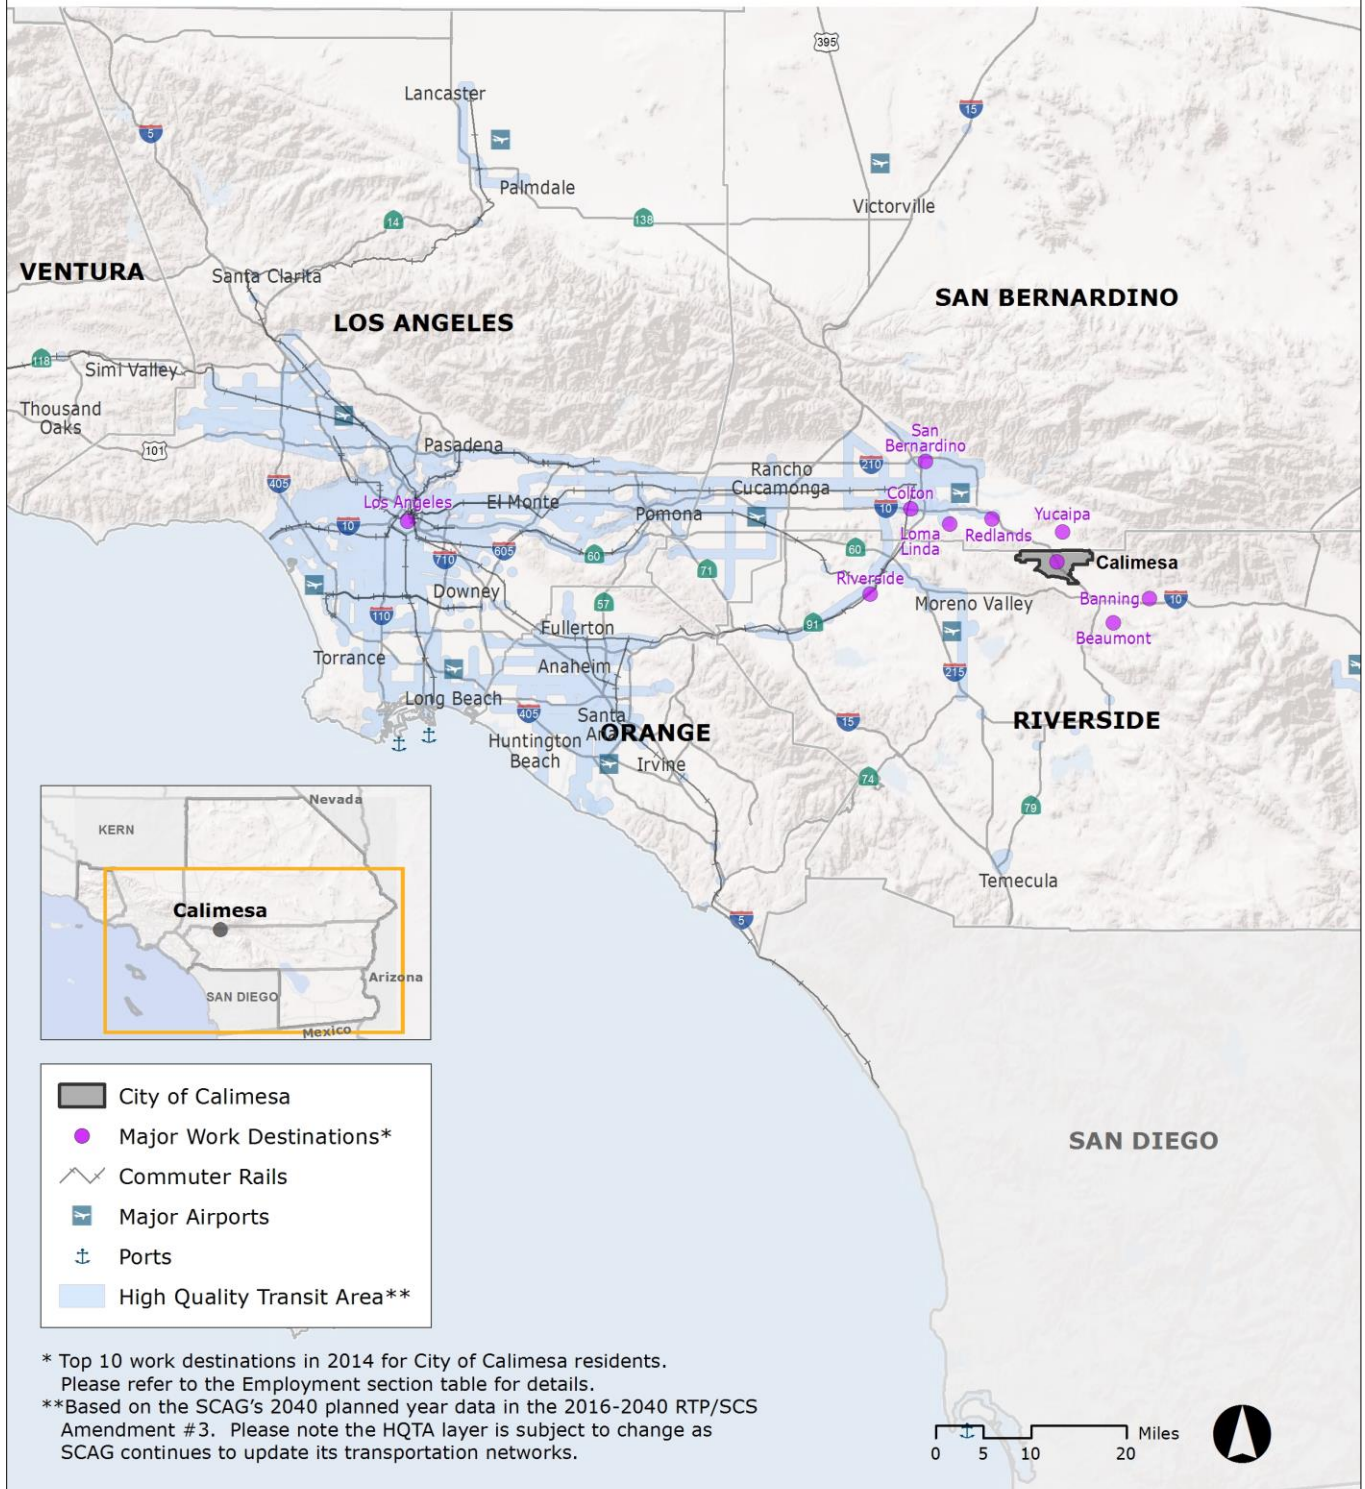 395
15
Lancaster
5
Palmdale
Victorville
14
138
VENTURA
Santa Clarita
SAN BERNARDINO
LOS ANGELES
118
Simi Valley
Thousand
Oaks
101
Pasadena
San
Bernardino
405
Rancho
Cucamonga
210
Los Angeles
El Monte
Colton
10
Pomona
10
Loma
Linda
Redlands
Yucaipa
710
605
60
60
71
Calimesa
Riverside
Downey
57
110
Moreno Valley
Banning
10
91
Fullerton
Beaumont
Torrance
Anaheim
215
Long Beach
405
Santa
Ana
ORANGE
15
RIVERSIDE
Huntington
Beach
Irvine
74
79
Temecula
5
SAN DIEGO
Nevada
KERN
Calimesa
Arizona
SAN DIEGO
Mexico
City of Calimesa
Major Work Destinations*
Commuter Rails
Major Airports
Ports
High Quality Transit Area**
* Top 10 work destinations in 2014 for City of Calimesa residents.
Please refer to the Employment section table for details.
**Based on the SCAG's 2040 planned year data in the 2016-2040 RTP/SCS
Amendment #3. Please note the HQTA layer is subject to change as
SCAG continues to update its transportation networks.
Miles
0 5 10 20